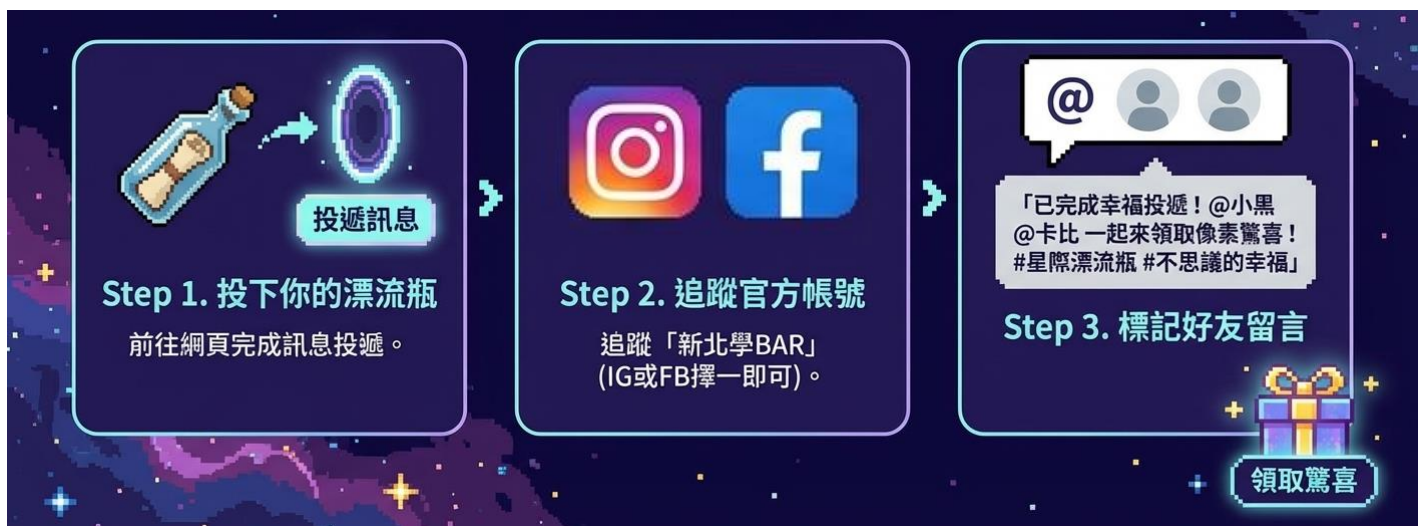 投遞訊息
Step 1. 投下你的漂流瓶
前往網頁完成訊息投遞。
Step 2. 追蹤官方帳號
追蹤「新北學BAR」
(IG或FB擇一即可)。
@
「已完成幸福投遞！@小黑
@卡比 一起來領取像素驚喜！
#星際漂流瓶 #不思議的幸福」
Step 3. 標記好友留言
領取驚喜